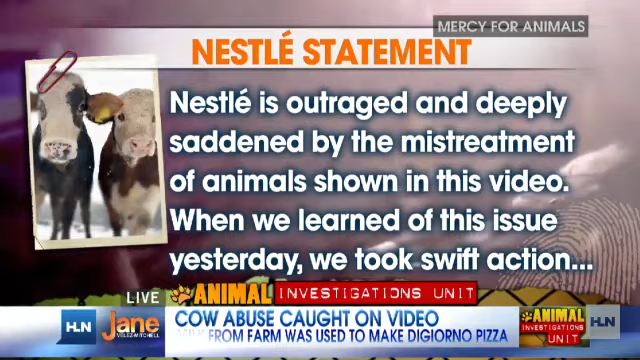 MERCY FOR ANIMALS
NESTLÉ STATEMENT
Nestlé is outraged and deeply
saddened by the mistreatment
of animals shown in this video.
When we learned of this issue
yesterday, we took swift action...
LIVE
ANIMAL INVESTIGATIONS UNIT
HLN
Jane
VELEZ-MITCHELL
COW ABUSE CAUGHT ON VIDEO
FROM FARM WAS USED TO MAKE DIGIORNO PIZZA
ANIMAL
INVESTIGATIONS
UNIT
HLN